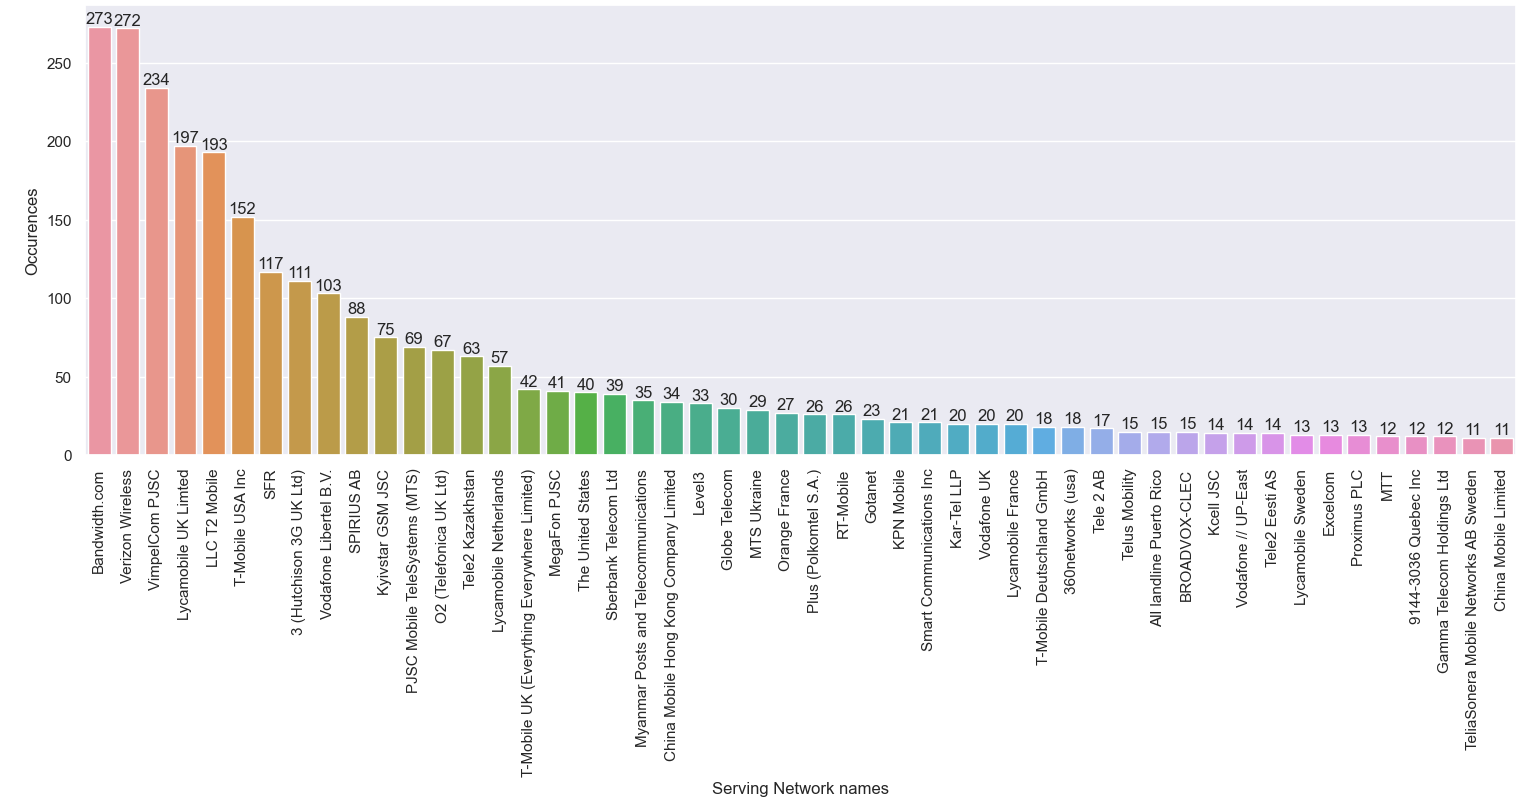 273 272
250
234
200
197 193
150
152
117 111 103
100
88
75 69 67 63 57
50
42 41 40 39 35 34 33 30 29 27 26 26 23 21 21 20 20 20 18 18 17 15 15 15 14 14 14 13 13 13 12 12 12 11 11
0
Occurences
Bandwidth.com
Verizon Wireless
VimpelCom PJSC
Lycamobile UK Limted
LLC T2 Mobile
T-Mobile USA Inc
SFR
3 (Hutchison 3G UK Ltd)
Vodafone Libertel B.V.
SPIRIUS AB
Kyivstar GSM JSC
PJSC Mobile TeleSystems (MTS)
O2 (Telefonica UK Ltd)
Tele2 Kazakhstan
Lycamobile Netherlands
T-Mobile UK (Everything Everywhere Limited)
MegaFon PJSC
The United States
Sberbank Telecom Ltd
Myanmar Posts and Telecommunications
China Mobile Hong Kong Company Limited
Level3
Globe Telecom
MTS Ukraine
Orange France
Plus (Polkomtel S.A.)
RT-Mobile
Gotanet
KPN Mobile
Smart Communications Inc
Kar-Tel LLP
Vodafone UK
Lycamobile France
T-Mobile Deutschland GmbH
360networks (usa)
Tele 2 AB
Telus Mobility
All landline Puerto Rico
BROADVOX-CLEC
Kcell JSC
Vodafone // UP-East
Tele2 Eesti AS
Lycamobile Sweden
Excelcom
Proximus PLC
MTT
9144-3036 Quebec Inc
Gamma Telecom Holdings Ltd
TeliaSonera Mobile Networks AB Sweden
China Mobile Limited
Serving Network names